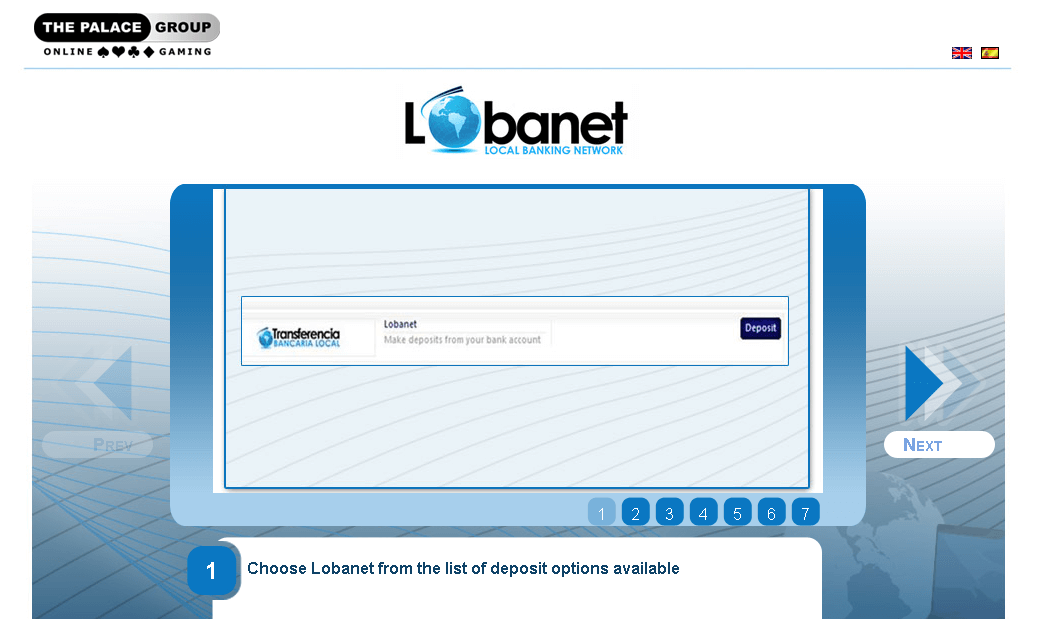 THE PALACE GROUP
ONLINE GAMING
Lobanet
LOCAL BANKING NETWORK
Transferencia
BANCARIA LOCAL
Lobanet
Make deposits from your bank account
Deposit
PREV
NEXT
1 2 3 4 5 6 7
1 Choose Lobanet from the list of deposit options available